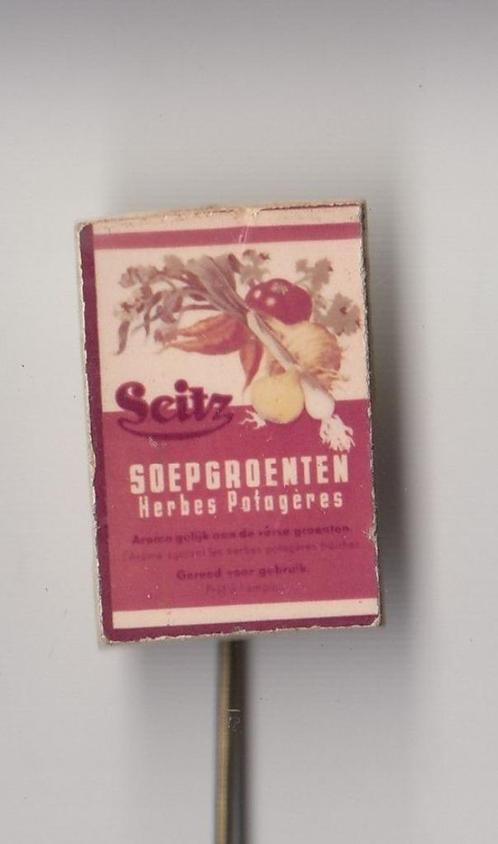 Seitz
SOEPGROENTEN
Herbes Potagères
Aroma gelijk aan de verse groenten.
Gereed voor gebruik.